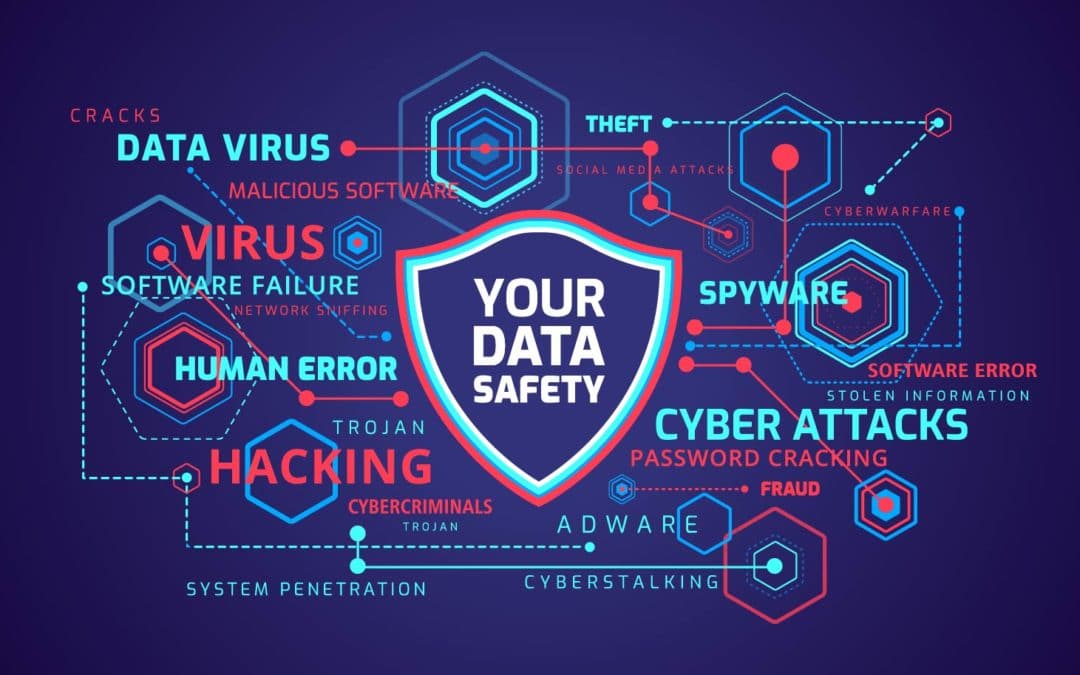 CRACKS
DATA VIRUS
MALICIOUS SOFTWARE
VIRUS
SOFTWARE FAILURE
NETWORK SNIFFING
HUMAN ERROR
TROJAN
HACKING
CYBERCRIMINALS
TROJAN
SYSTEM PENETRATION
YOUR
DATA
SAFETY
THEFT
SOCIAL MEDIA ATTACKS
CYBERWARFARE
SPYWARE
SOFTWARE ERROR
STOLEN INFORMATION
CYBER ATTACKS
PASSWORD CRACKING
FRAUD
ADWARE
CYBERSTALKING